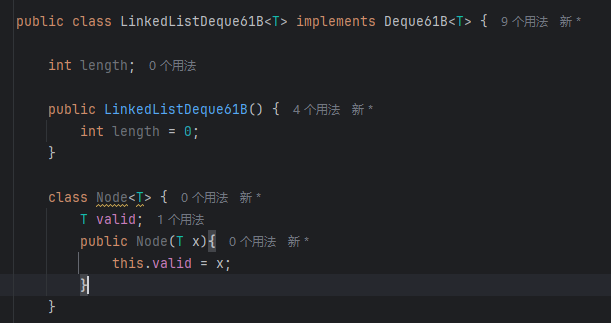 public class LinkedListDeque61B<T> implements Deque61B<T> { 9 个用法 新 *
int length; 0 个用法
public LinkedListDeque61B() { 4 个用法 新 *
int length = 0;
}
class Node<T> { 0 个用法 新 *
T valid; 1 个用法
public Node(T x){ 0 个用法 新 *
this.valid = x;
}
}